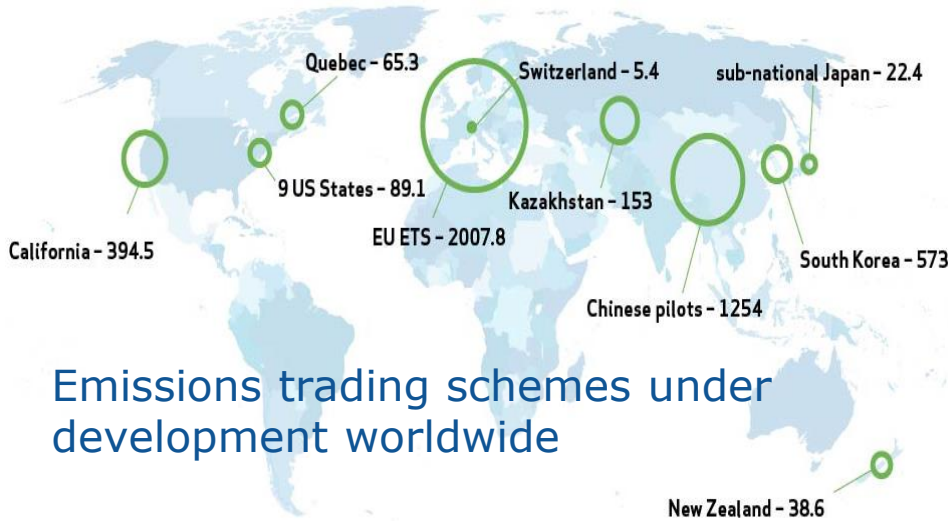 Quebec – 65.3
Switzerland – 5.4
sub-national Japan – 22.4
9 US States – 89.1
Kazakhstan – 153
EU ETS – 2007.8
California – 394.5
South Korea – 573
Chinese pilots – 1254
Emissions trading schemes under
development worldwide
New Zealand – 38.6